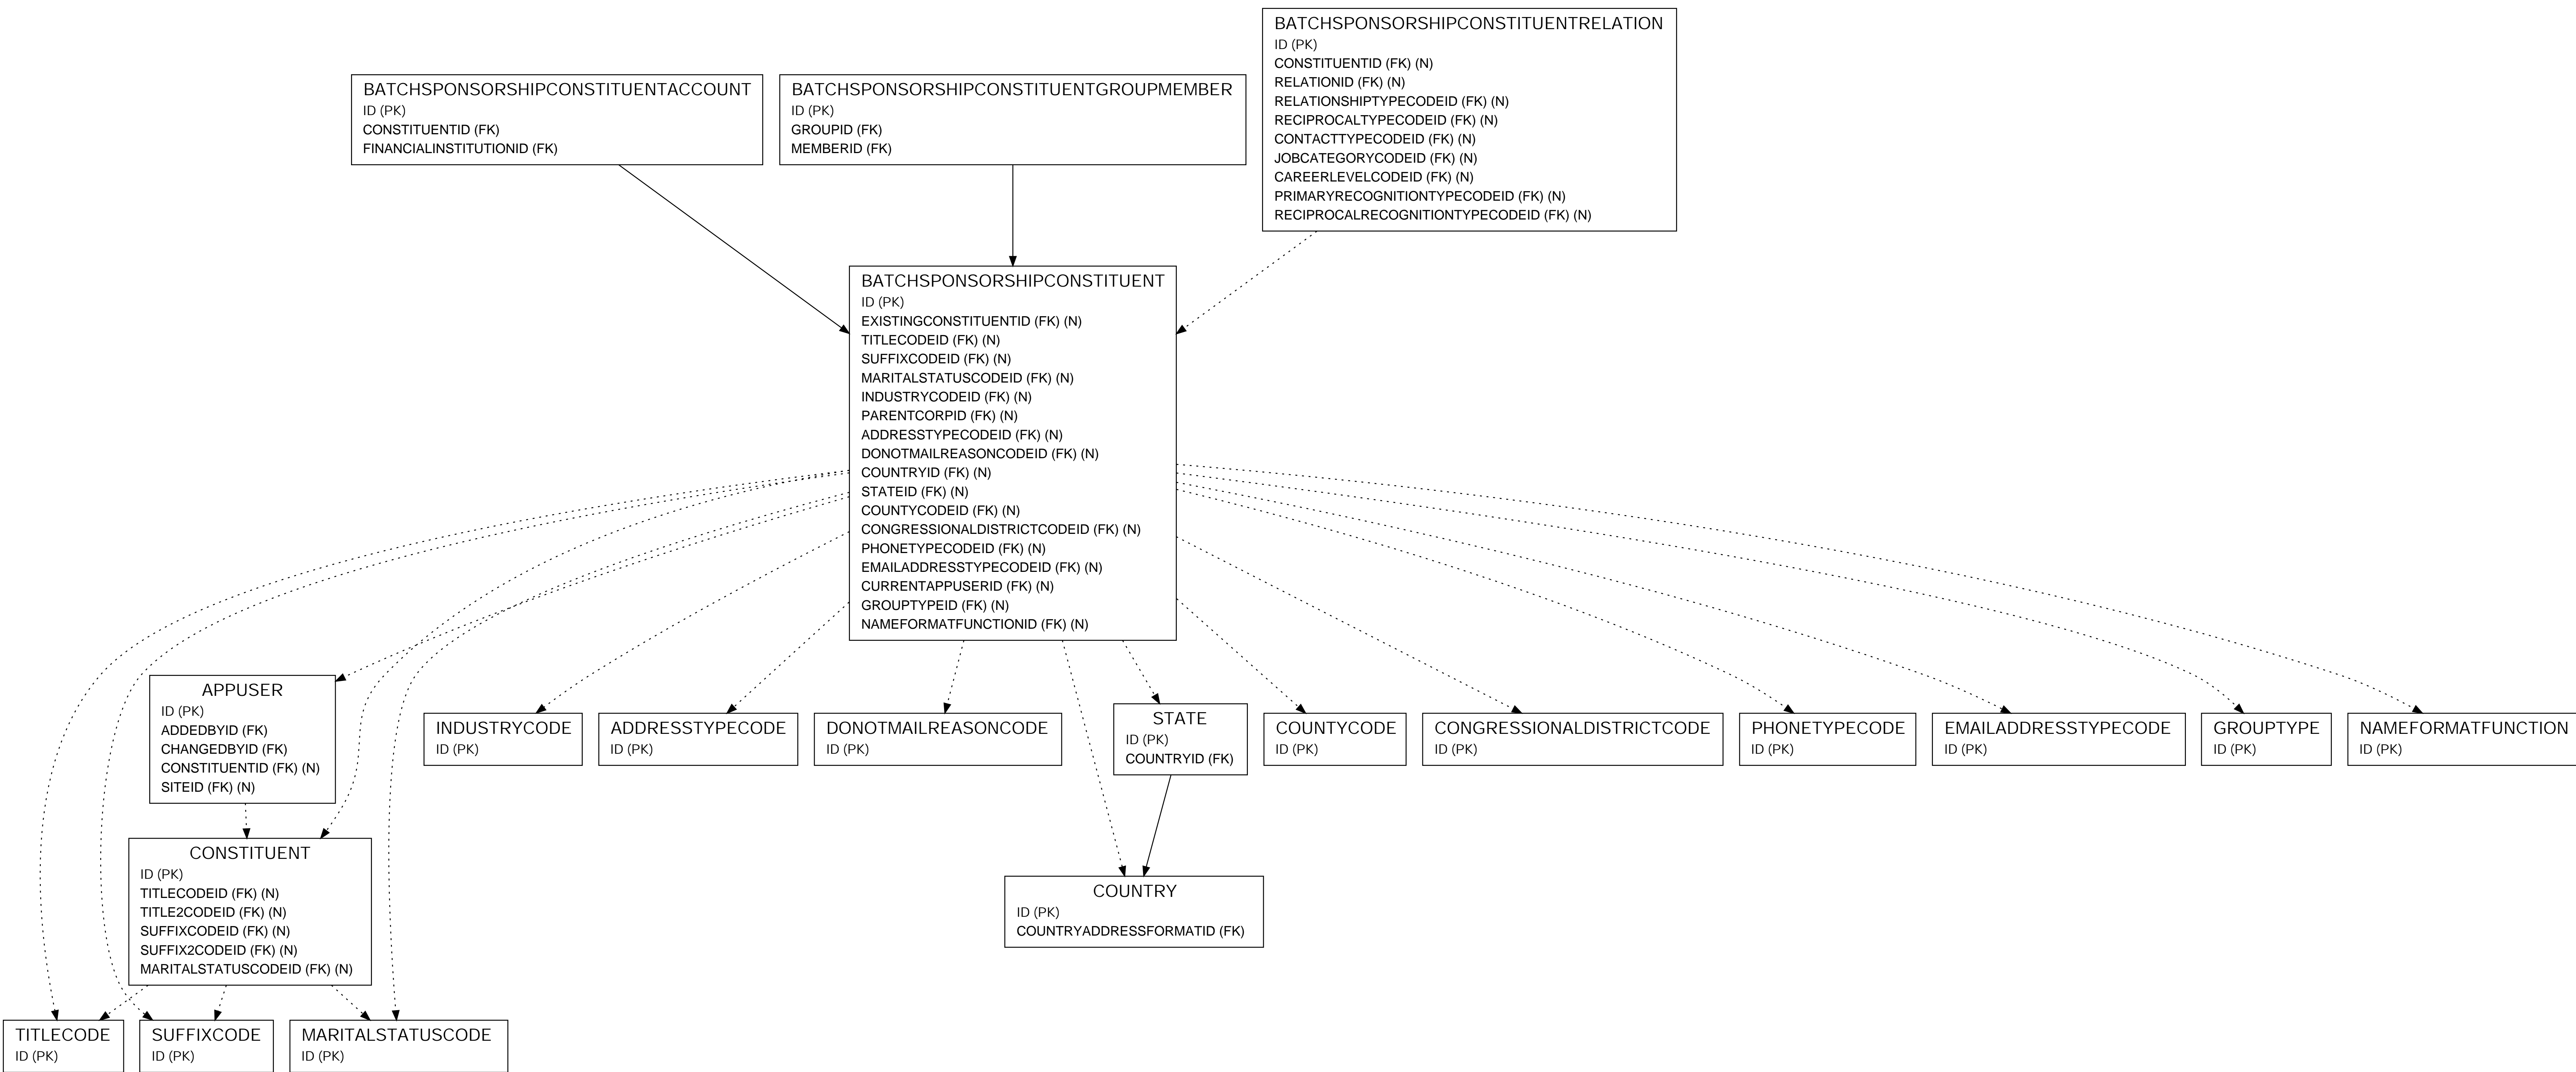 BATCHSPONSORSHIPCONSTITUENTRELATION
ID (PK)
CONSTITUENTID (FK) (N)
RELATIONID (FK) (N)
RELATIONSHIPTYPECODEID (FK) (N)
RECIPROCALTYPECODEID (FK) (N)
CONTACTTYPECODEID (FK) (N)
JOBCATEGORYCODEID (FK) (N)
CAREERLEVELCODEID (FK) (N)
PRIMARYRECOGNITIONTYPECODEID (FK) (N)
RECIPROCALRECOGNITIONTYPECODEID (FK) (N)
BATCHSPONSORSHIPCONSTITUENTACCOUNT
ID (PK)
CONSTITUENTID (FK)
FINANCIALINSTITUTIONID (FK)
BATCHSPONSORSHIPCONSTITUENTGROUPMEMBER
ID (PK)
GROUPID (FK)
MEMBERID (FK)
BATCHSPONSORSHIPCONSTITUENT
ID (PK)
EXISTINGCONSTITUENTID (FK) (N)
TITLECODEID (FK) (N)
SUFFIXCODEID (FK) (N)
MARITALSTATUSCODEID (FK) (N)
INDUSTRYCODEID (FK) (N)
PARENTCORPID (FK) (N)
ADDRESSTYPECODEID (FK) (N)
DONOTMAILREASONCODEID (FK) (N)
COUNTRYID (FK) (N)
STATEID (FK) (N)
COUNTYCODEID (FK) (N)
CONGRESSIONALDISTRICTCODEID (FK) (N)
PHONETYPECODEID (FK) (N)
EMAILADDRESSTYPECODEID (FK) (N)
CURRENTAPPUSERID (FK) (N)
GROUPTYPEID (FK) (N)
NAMEFORMATFUNCTIONID (FK) (N)
APPUSER
ID (PK)
ADDEDBYID (FK)
CHANGEDBYID (FK)
CONSTITUENTID (FK) (N)
SITEID (FK) (N)
INDUSTRYCODE
ID (PK)
ADDRESSTYPECODE
ID (PK)
DONOTMAILREASONCODE
ID (PK)
STATE
ID (PK)
COUNTRYID (FK)
COUNTYCODE
ID (PK)
CONGRESSIONALDISTRICTCODE
ID (PK)
PHONETYPECODE
ID (PK)
EMAILADDRESSTYPECODE
ID (PK)
GROUPTYPE
ID (PK)
NAMEFORMATFUNCTION
ID (PK)
CONSTITUENT
ID (PK)
TITLECODEID (FK) (N)
TITLE2CODEID (FK) (N)
SUFFIXCODEID (FK) (N)
SUFFIX2CODEID (FK) (N)
MARITALSTATUSCODEID (FK) (N)
COUNTRY
ID (PK)
COUNTRYADDRESSFORMATID (FK)
TITLECODE
ID (PK)
SUFFIXCODE
ID (PK)
MARITALSTATUSCODE
ID (PK)